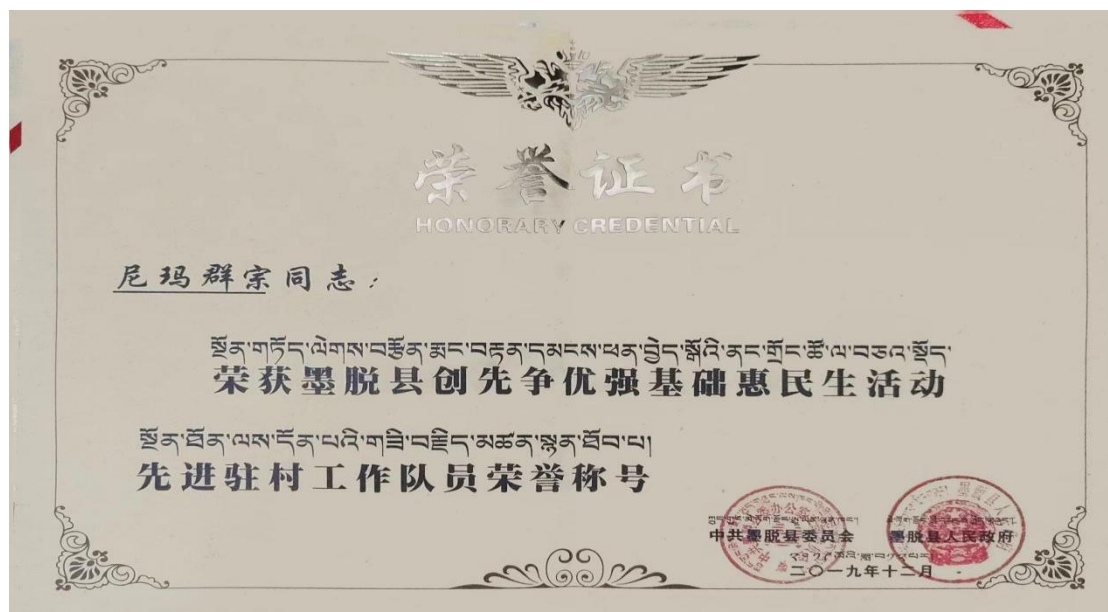 荣誉证书
HONORARY CREDENTIAL
尼玛群宗同志：
སྔོན་གཏོད་ལེགས་བརྩོན་རྨང་བརྟན་དམངས་ཕན་བྱེད་སྒོའི་ནང་གྲོང་ཚོ་ལ་བཅའ་སྡོད་
荣获墨脱县创先争优强基础惠民生活动
སྔོན་ཐོན་ལས་དོན་པའི་གཟི་བརྗིད་མཚན་སྙན་ཐོབ་པ།
先进驻村工作队员荣誉称号
中共墨脱县委员会 墨脱县人民政府
二〇一九年十二月